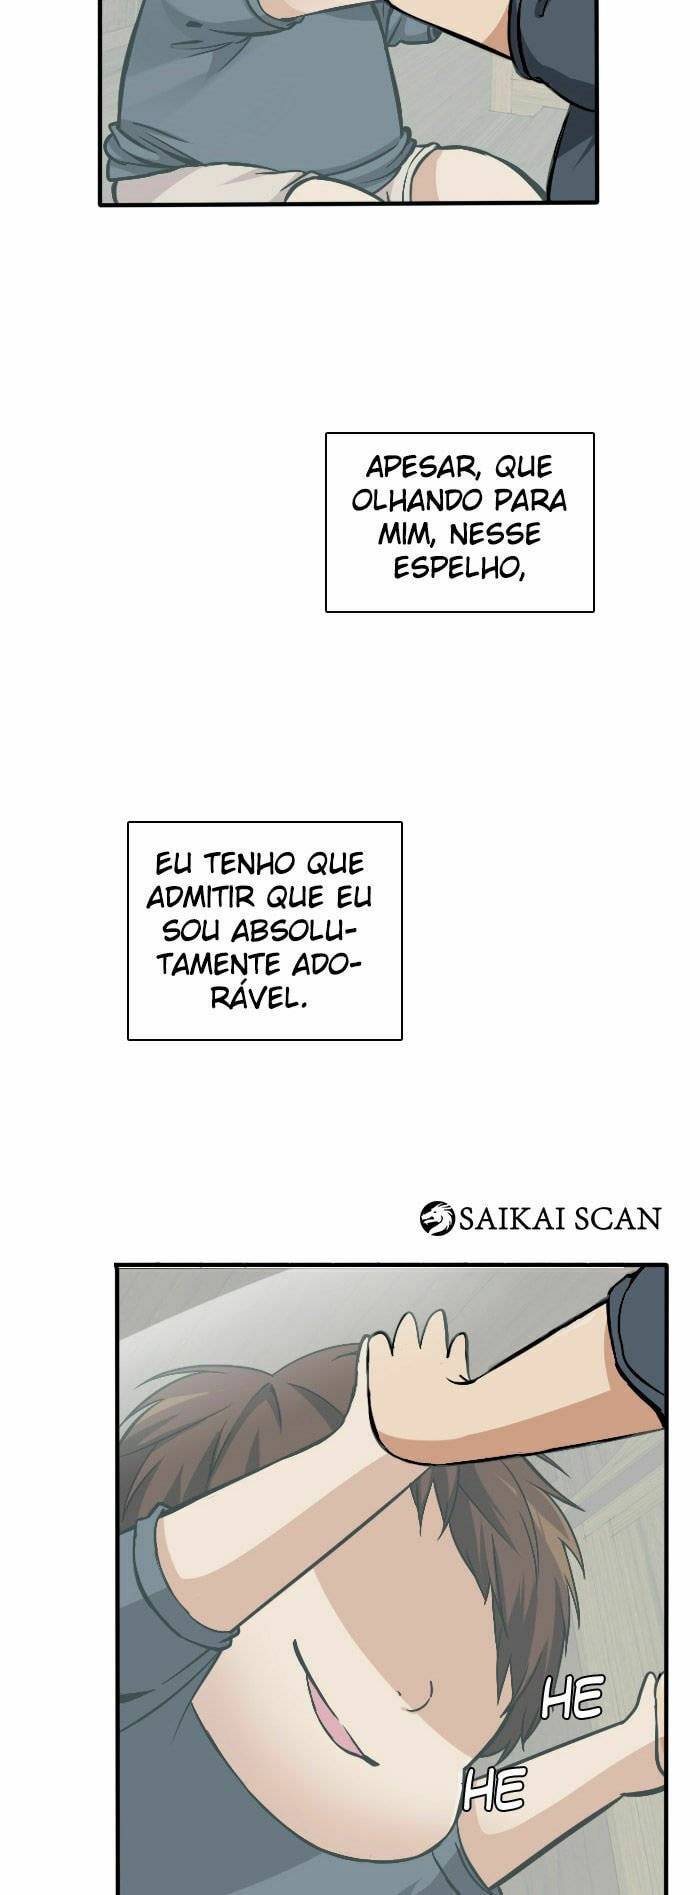 APESAR, QUE
OLHANDO PARA
MIM, NESSE
ESPELHO,
EU TENHO QUE
ADMITIR QUE EU
SOU ABSOLU-
TAMENTE ADO-
RÁVEL.
SAIKAI SCAN
HE
HE